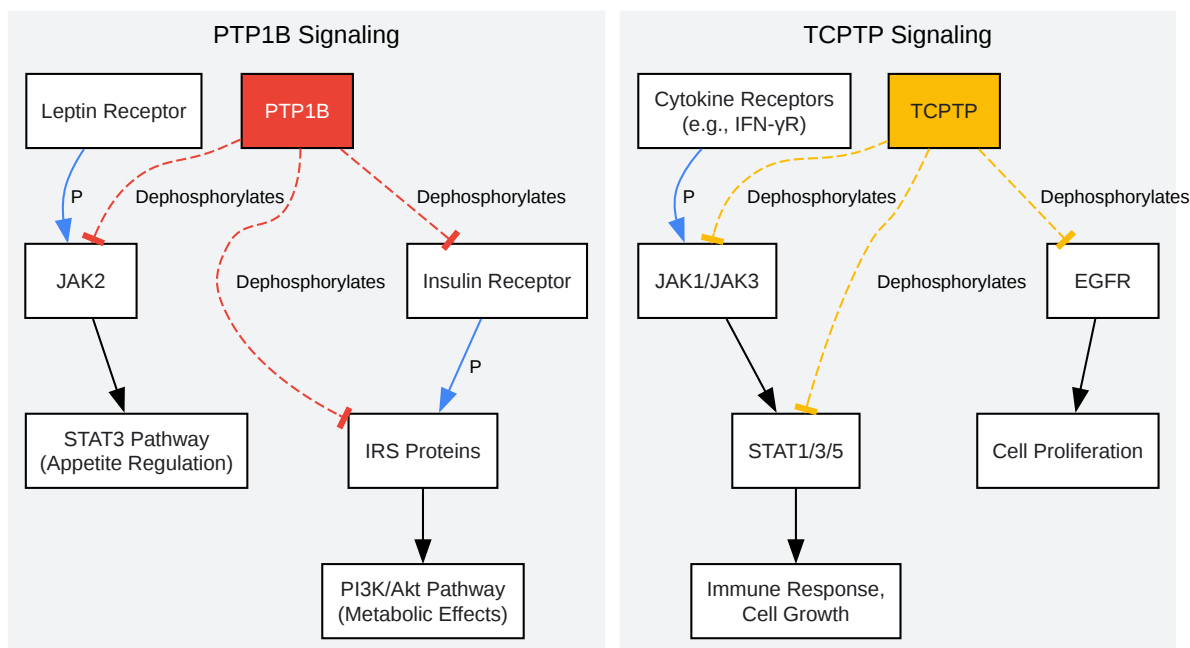 PTP1B Signaling
Leptin Receptor
PTP1B
P
Dephosphorylates
Dephosphorylates
JAK2
Dephosphorylates
Insulin Receptor
P
STAT3 Pathway
(Appetite Regulation)
IRS Proteins
PI3K/Akt Pathway
(Metabolic Effects)
TCPTP Signaling
Cytokine Receptors
(e.g., IFN-γR)
TCPTP
P
Dephosphorylates
Dephosphorylates
JAK1/JAK3
Dephosphorylates
EGFR
STAT1/3/5
Cell Proliferation
Immune Response,
Cell Growth